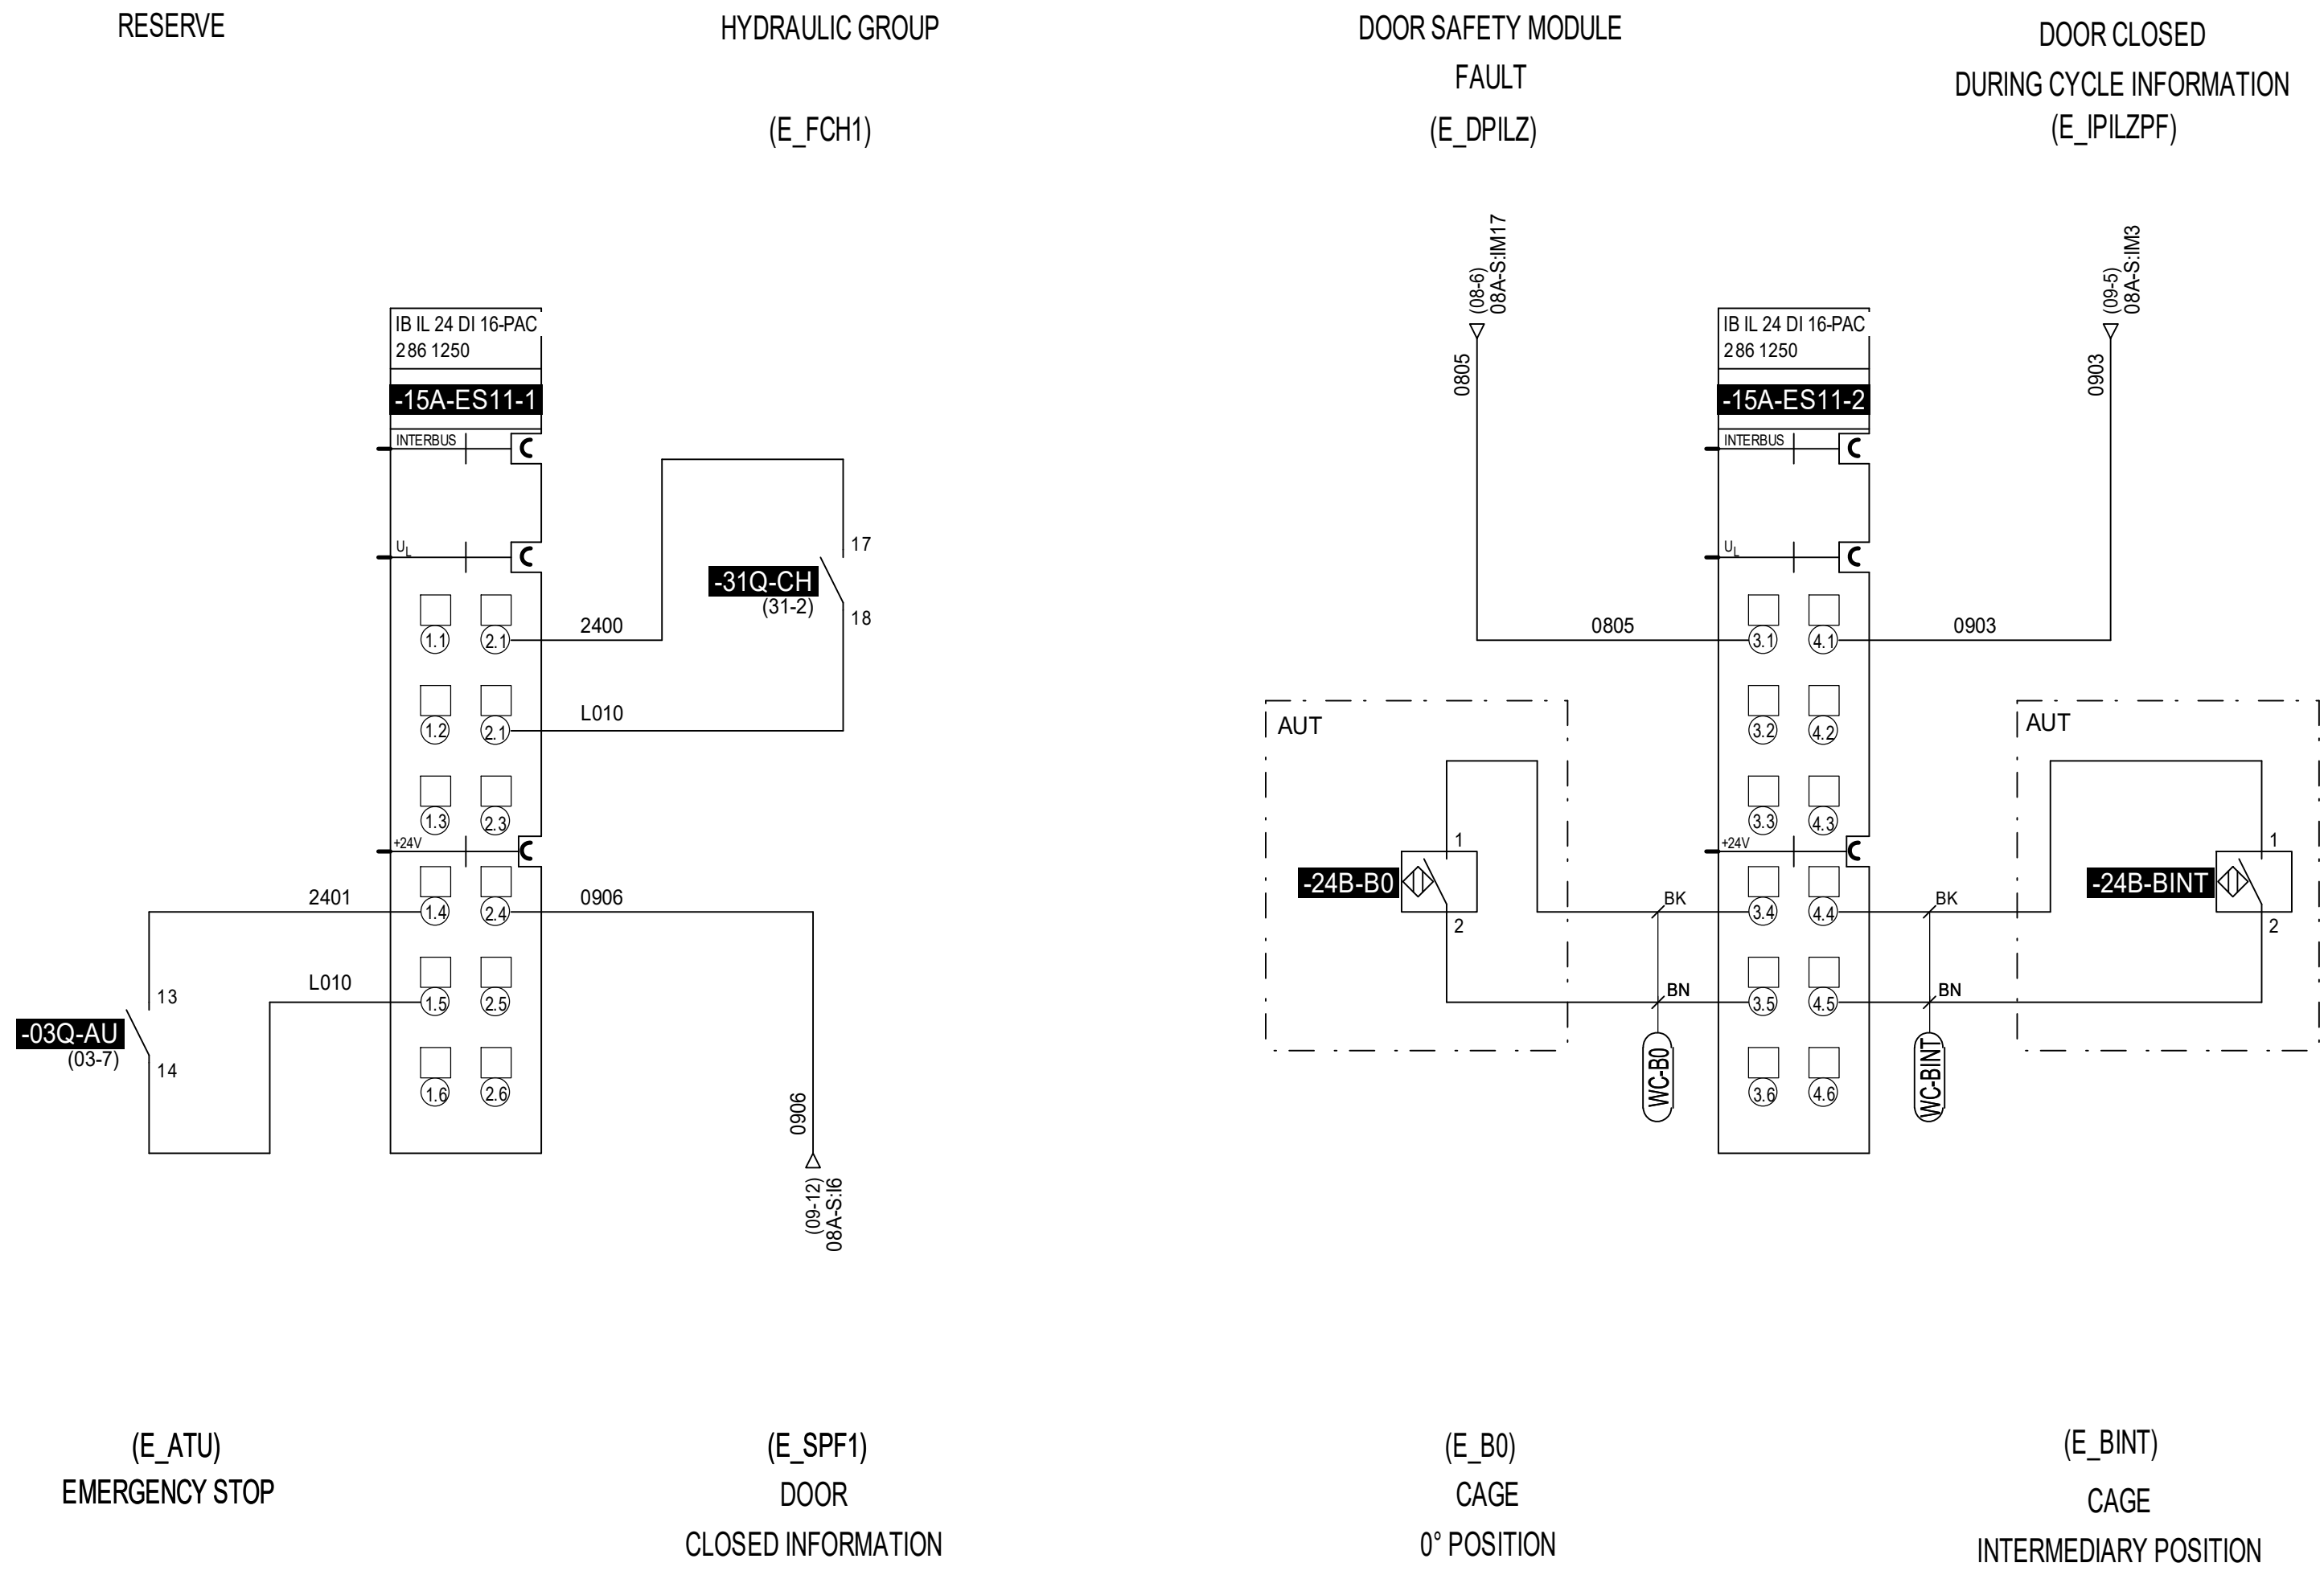 RESERVE
HYDRAULIC GROUP
(E_FCH1)
DOOR SAFETY MODULE
FAULT
(E_DPILZ)
DOOR CLOSED
DURING CYCLE INFORMATION
(E_IPILZPF)
IB IL 24 DI 16-PAC
286 1250
-15A-ES11-1
INTERBUS
UL
1.1
2.1
1.2
2.1
1.3
2.3
+24V
1.4
2.4
1.5
2.5
1.6
2.6
2400
L010
17
-31Q-CH
(31-2)
18
2401
L010
13
-03Q-AU
(03-7)
14
0906
0906
(09-12)
08A-S:I6
(08-6)
08A-S:IM17
0805
0805
IB IL 24 DI 16-PAC
286 1250
-15A-ES11-2
INTERBUS
UL
3.1
4.1
3.2
4.2
3.3
4.3
+24V
3.4
4.4
3.5
4.5
3.6
4.6
(09-5)
08A-S:IM3
0903
0903
AUT
1
-24B-B0
2
BK
BN
WC-B0
AUT
1
-24B-BINT
2
BK
BN
WC-BINT
(E_ATU)
EMERGENCY STOP
(E_SPF1)
DOOR
CLOSED INFORMATION
(E_B0)
CAGE
0° POSITION
(E_BINT)
CAGE
INTERMEDIARY POSITION